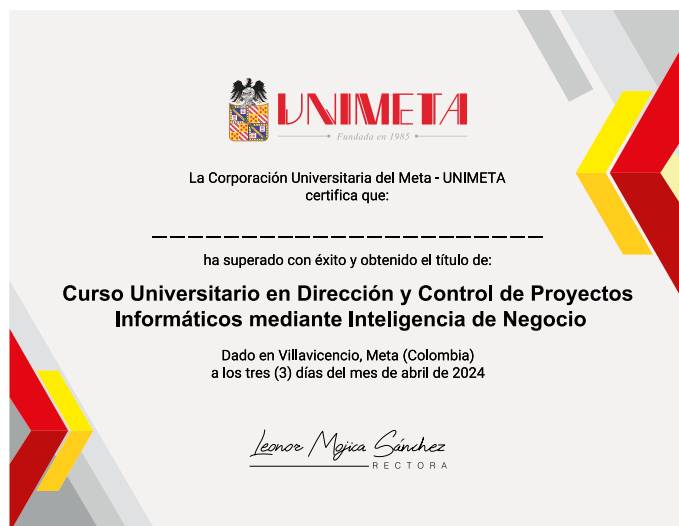 UNIMETA
Fundada en 1985
La Corporación Universitaria del Meta - UNIMETA
certifica que:
ha superado con éxito y obtenido el título de:
Curso Universitario en Dirección y Control de Proyectos
Informáticos mediante Inteligencia de Negocio
Dado en Villavicencio, Meta (Colombia)
a los tres (3) días del mes de abril de 2024
Leonor Mojica Sánchez
RECTORA